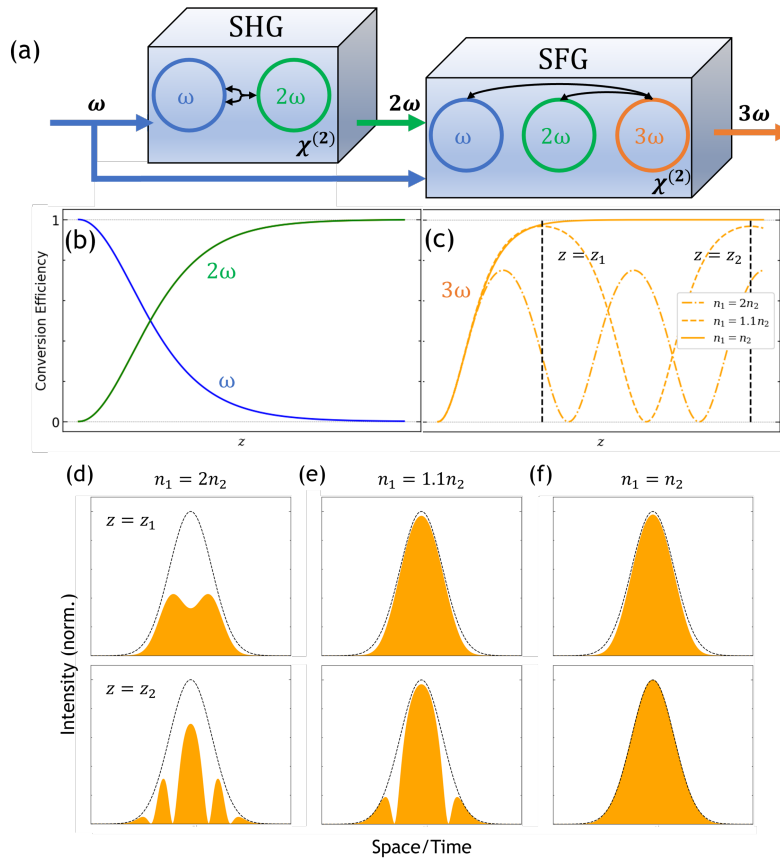 (a)
SHG
SFG
ω
ω
2ω
χ(2)
2ω
ω
2ω
3ω
χ(2)
3ω
(b)
(c)
Conversion Efficiency
1
0
2ω
ω
z
3ω
z = z₁
z = z₂
n₁ = 2n₂
n₁ = 1.1n₂
n₁ = n₂
z
(d)
n₁ = 2n₂
(e)
n₁ = 1.1n₂
(f)
n₁ = n₂
z = z₁
z = z₂
Intensity (norm.)
Space/Time